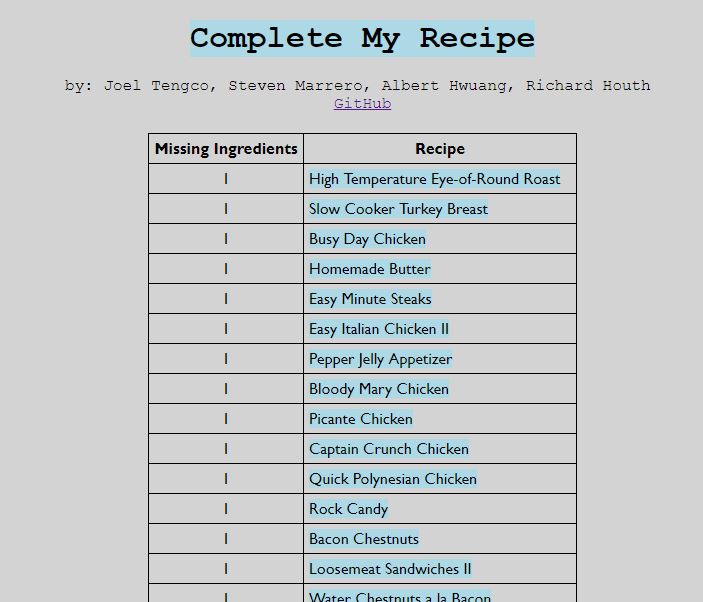 Complete My Recipe
by: Joel Tengco, Steven Marrero, Albert Hwuang, Richard Houth
GitHub
Missing Ingredients Recipe
1 High Temperature Eye-of-Round Roast
1 Slow Cooker Turkey Breast
1 Busy Day Chicken
1 Homemade Butter
1 Easy Minute Steaks
1 Easy Italian Chicken II
1 Pepper Jelly Appetizer
1 Bloody Mary Chicken
1 Picante Chicken
1 Captain Crunch Chicken
1 Quick Polynesian Chicken
1 Rock Candy
1 Bacon Chestnuts
1 Loosemeat Sandwiches II
1 Water Chestnuts a la Bacon